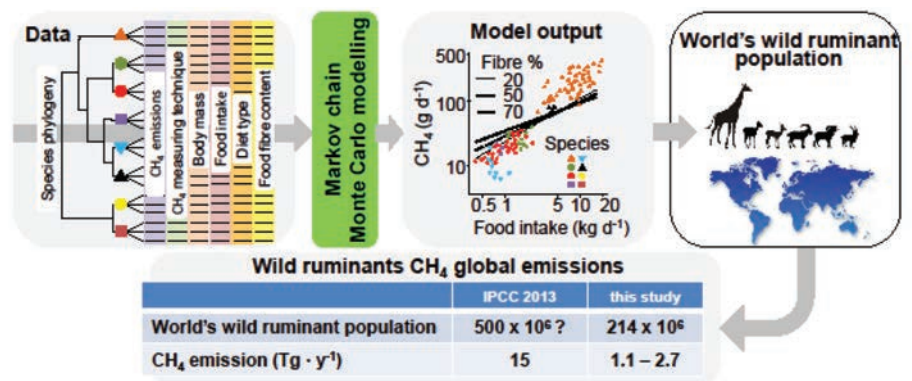 Data
Species phylogeny
CH₄ emissions
CH₄ measuring technique
Body mass
Food intake
Diet type
Food fibre content
Markov chain
Monte Carlo modelling
Model output
500
100
10
CH₄ (g d⁻¹)
Fibre %
20
50
70
Species
0.5 1 5 10 20
Food intake (kg d⁻¹)
World's wild ruminant
population
Wild ruminants CH₄ global emissions
IPCC 2013 this study
World's wild ruminant population 500 x 10⁶ ? 214 x 10⁶
CH₄ emission (Tg · y⁻¹) 15 1.1 – 2.7